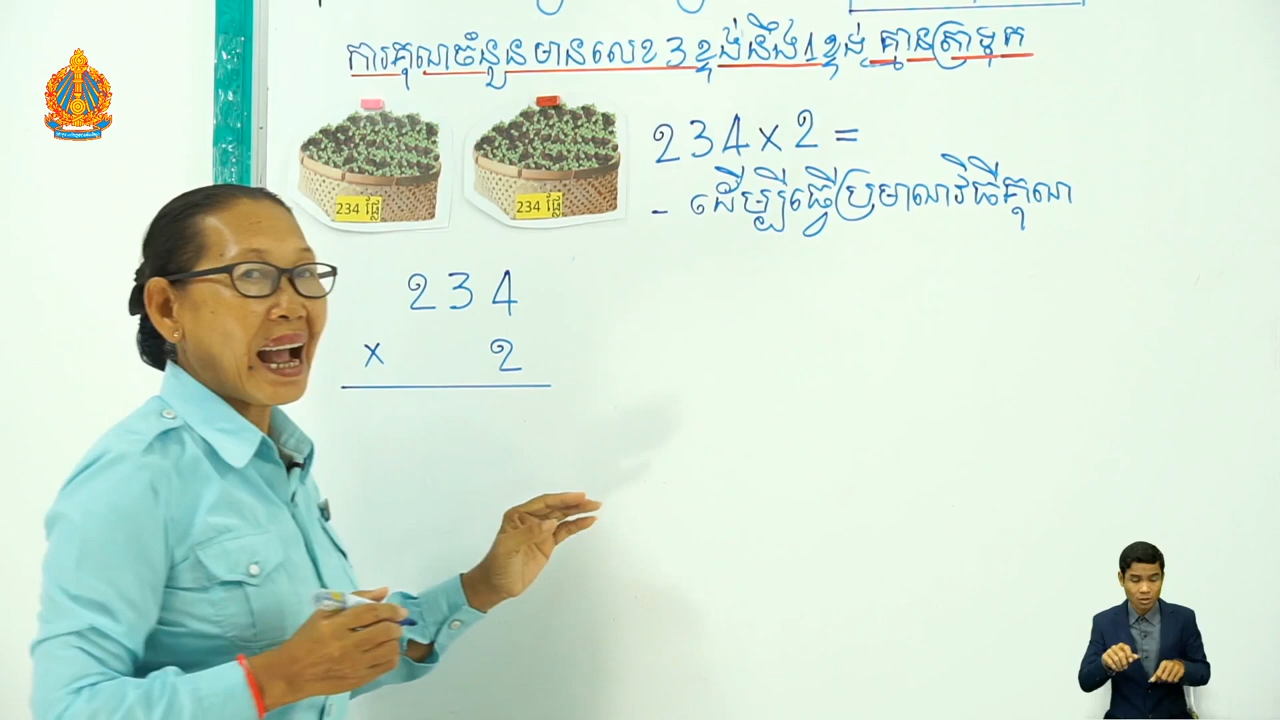 ការគុណចំនួនមានលេខ 3 ខ្ទង់នឹង 1 ខ្ទង់ គ្មានត្រាទុក
234 ផ្លែ
234 ផ្លែ
234 x 2 =
- ដើម្បីធ្វើប្រមាណវិធីគុណ
234
x 2